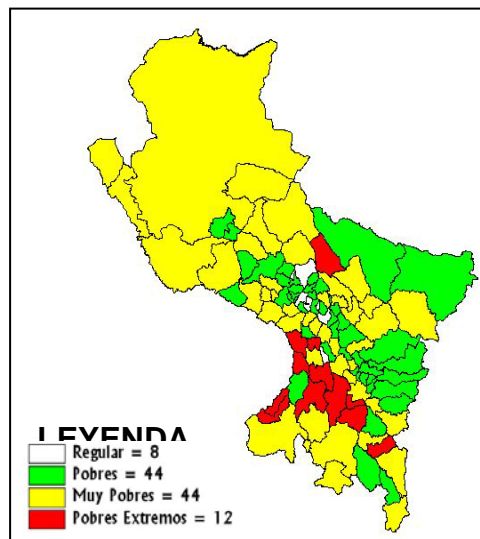 LEYENDA
Regular = 8
Pobres = 44
Muy Pobres = 44
Pobres Extremos = 12